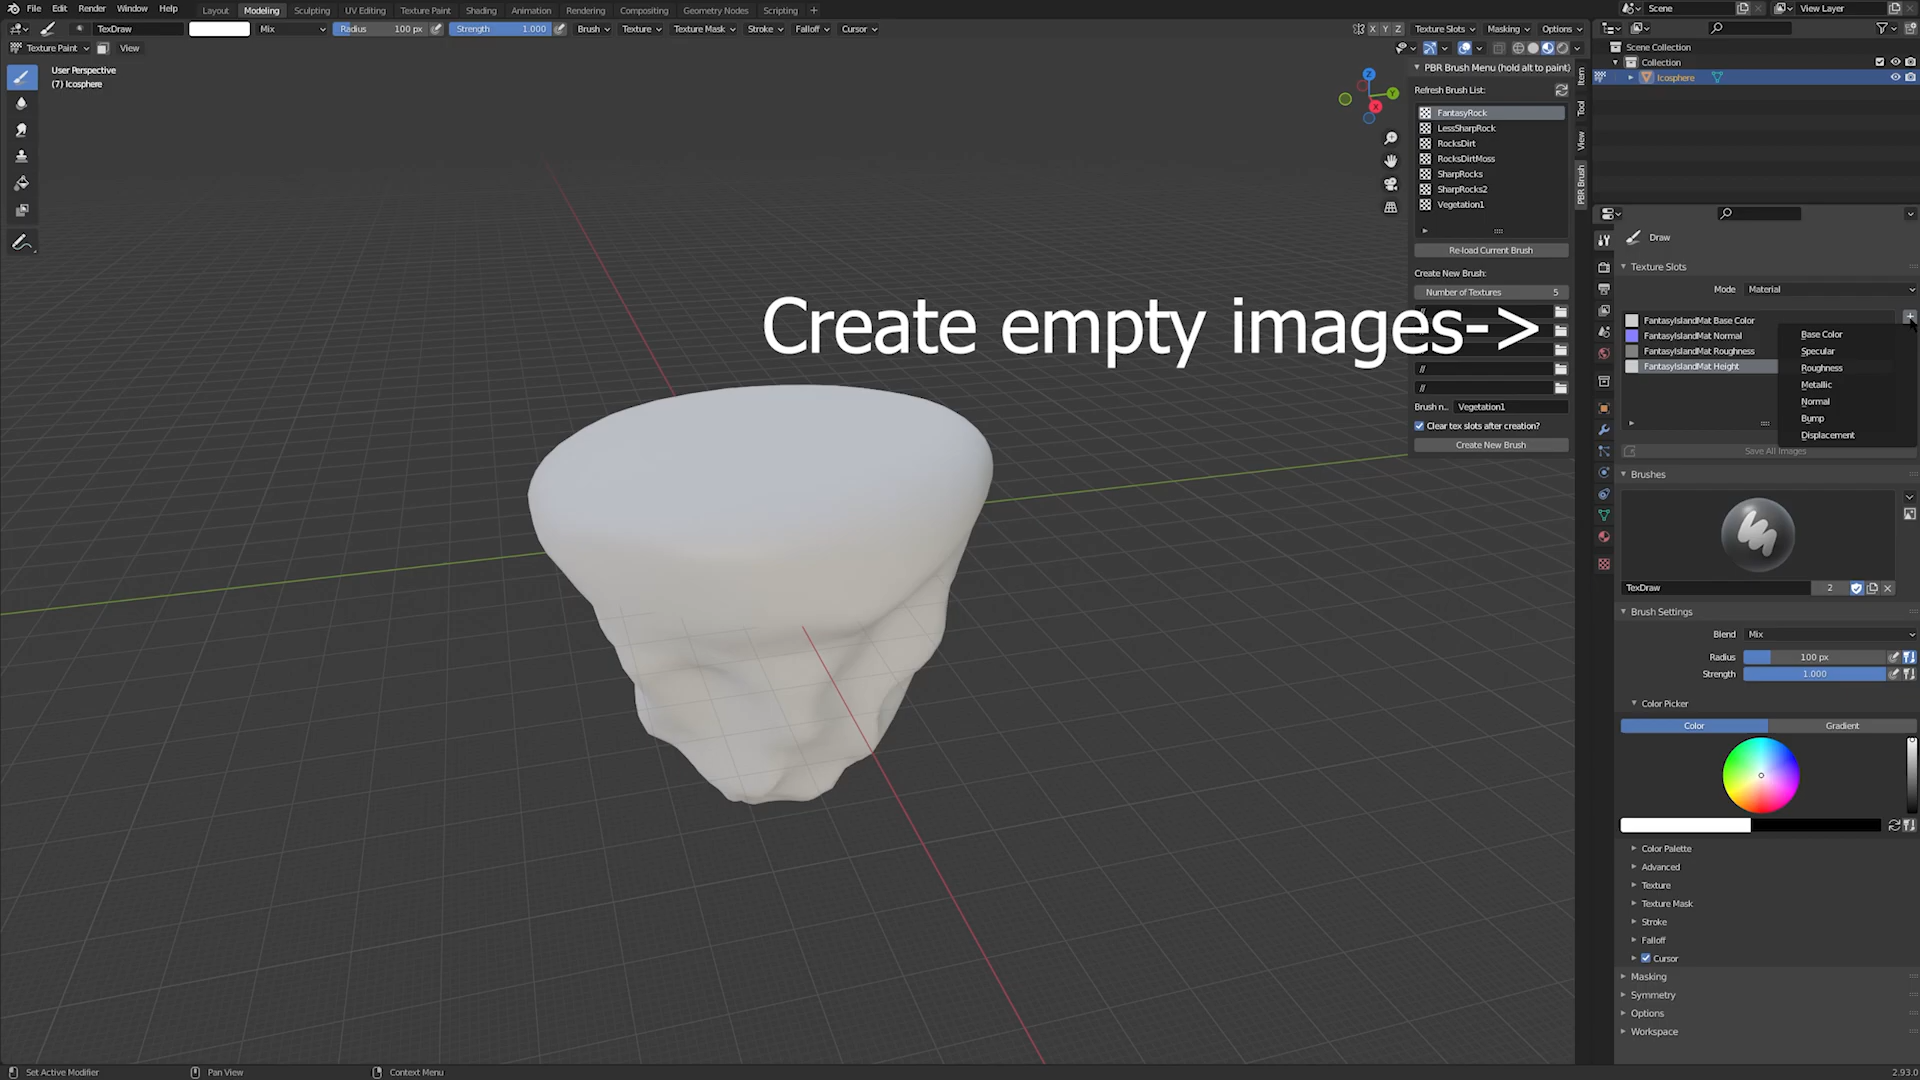 File Edit Render Window Help Layout Modeling Sculpting UV Editing Texture Paint Shading Animation Rendering Compositing Geometry Nodes Scripting + Scene View Layer
TexDraw Mix Radius 100 px Strength 1.000 Brush Texture Texture Mask Stroke Falloff Cursor X Y Z Texture Slots Masking Options
Texture Paint View
User Perspective
(7) Icosphere
Z
Y
X
PBR Brush Menu (hold alt to paint)
Refresh Brush List:
FantasyRock
LessSharpRock
RocksDirt
RocksDirtMoss
SharpRocks
SharpRocks2
Vegetation1
Re-load Current Brush
Create New Brush:
Number of Textures 5
//
//
//
Brush n... Vegetation1
Clear tex slots after creation?
Create New Brush
Item
Tool
View
PBR Brush
Create empty images->
Scene Collection
Collection
Icosphere
Draw
Texture Slots
Mode Material
FantasyIslandMat Base Color
FantasyIslandMat Normal
FantasyIslandMat Roughness
FantasyIslandMat Height
Base Color
Specular
Roughness
Metallic
Normal
Bump
Displacement
Save All Images
Brushes
TexDraw 2
Brush Settings
Blend Mix
Radius 100 px
Strength 1.000
Color Picker
Color Gradient
Color Palette
Advanced
Texture
Texture Mask
Stroke
Falloff
Cursor
Masking
Symmetry
Options
Workspace
Set Active Modifier Pan View Context Menu 2.93.0